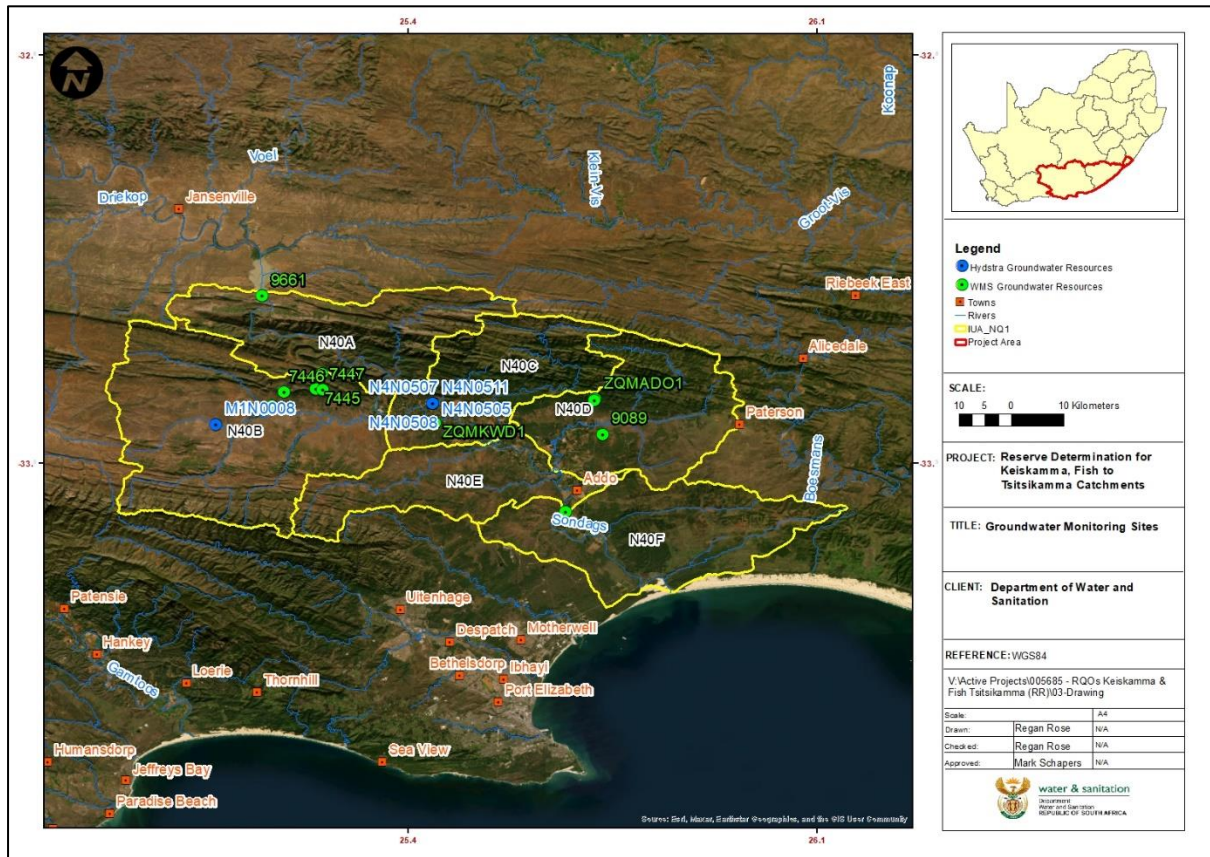 25.4
26.1
-32.
-32.
N
Koonap
Voel
Klein-Vis
Driekop
Jansenville
Groot-Vis
9661
Riebeek East
N40A
Alicedale
N40C
7446
7447
7445
N4N0507
N4N0511
ZQMADO1
M1N0008
N4N0505
N40D
N40B
N4N0508
ZQMKWD1
9089
Paterson
-33.
-33.
N40E
Addo
Boesmans
Sondags
N40F
Patensie
Uitenhage
Despatch
Motherwell
Hankey
Bethelsdorp
Ibhayi
Loerie
Thornhill
Gamtoos
Port Elizabeth
Humansdorp
Sea View
Jeffreys Bay
Paradise Beach
Source: Esri, Maxar, Earthstar Geographics, and the GIS User Community
25.4
26.1
Legend
Hydstra Groundwater Resources
WMS Groundwater Resources
Towns
Rivers
IUA_NQ1
Project Area
SCALE:
10 5 0 10 Kilometers
PROJECT: Reserve Determination for
Keiskamma, Fish to
Tsitsikamma Catchments
TITLE: Groundwater Monitoring Sites
CLIENT: Department of Water and
Sanitation
REFERENCE: WGS84
V:\Active Projects\005685 - RQOs Keiskamma &
Fish Tsitsikamma (RR)\03-Drawing
Scale: A4
Drawn: Regan Rose N/A
Checked: Regan Rose N/A
Approved: Mark Schapers N/A
water & sanitation
Department
Water and Sanitation
REPUBLIC OF SOUTH AFRICA